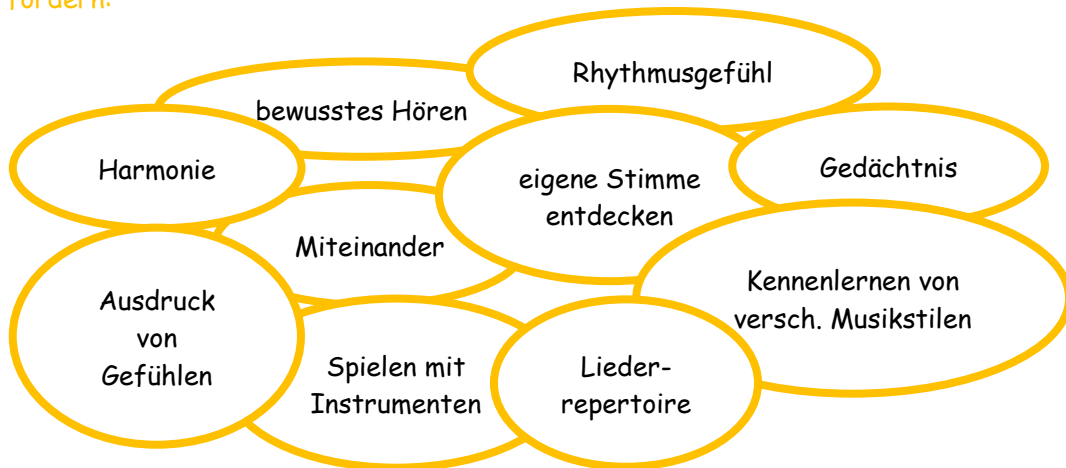 fördern:
Rhythmusgefühl
bewusstes Hören
Harmonie
eigene Stimme
entdecken
Gedächtnis
Miteinander
Kennenlernen von
versch. Musikstilen
Ausdruck
von
Gefühlen
Spielen mit
Instrumenten
Lieder-
repertoire